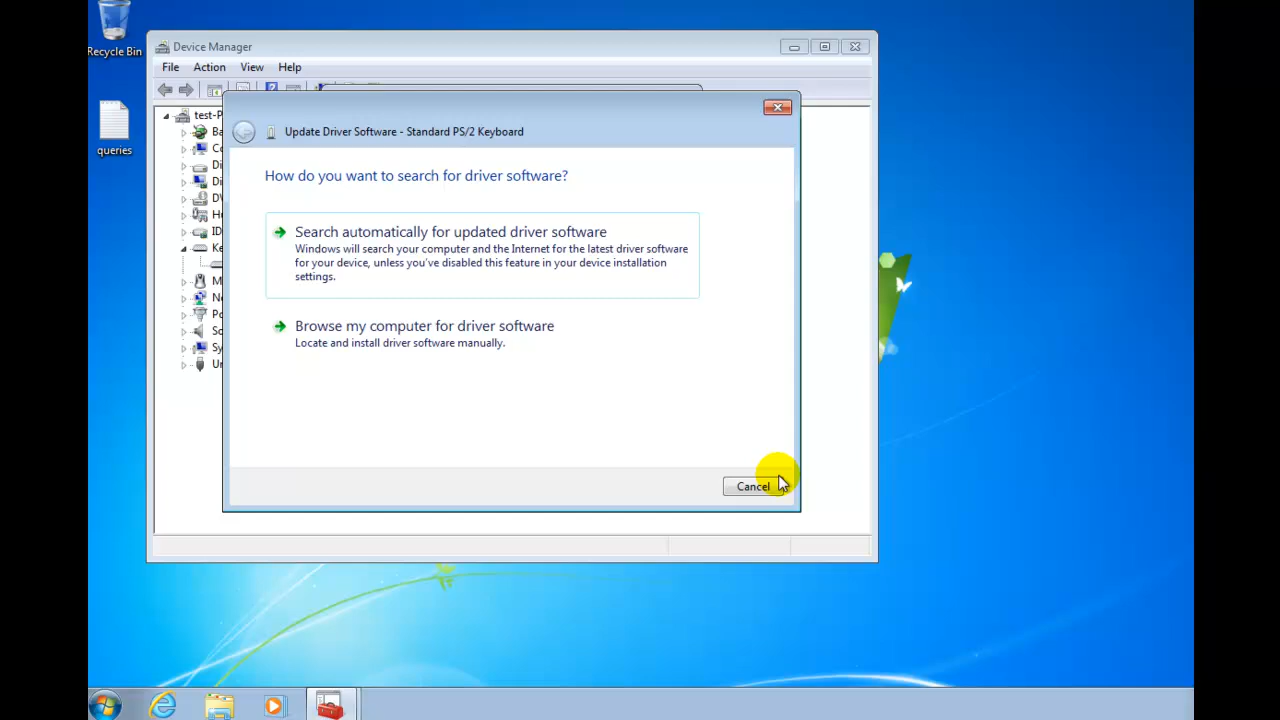 Recycle Bin
queries
Device Manager
File Action View Help
Update Driver Software - Standard PS/2 Keyboard
How do you want to search for driver software?
Search automatically for updated driver software
Windows will search your computer and the Internet for the latest driver software
for your device, unless you've disabled this feature in your device installation
settings.
Browse my computer for driver software
Locate and install driver software manually.
Cancel